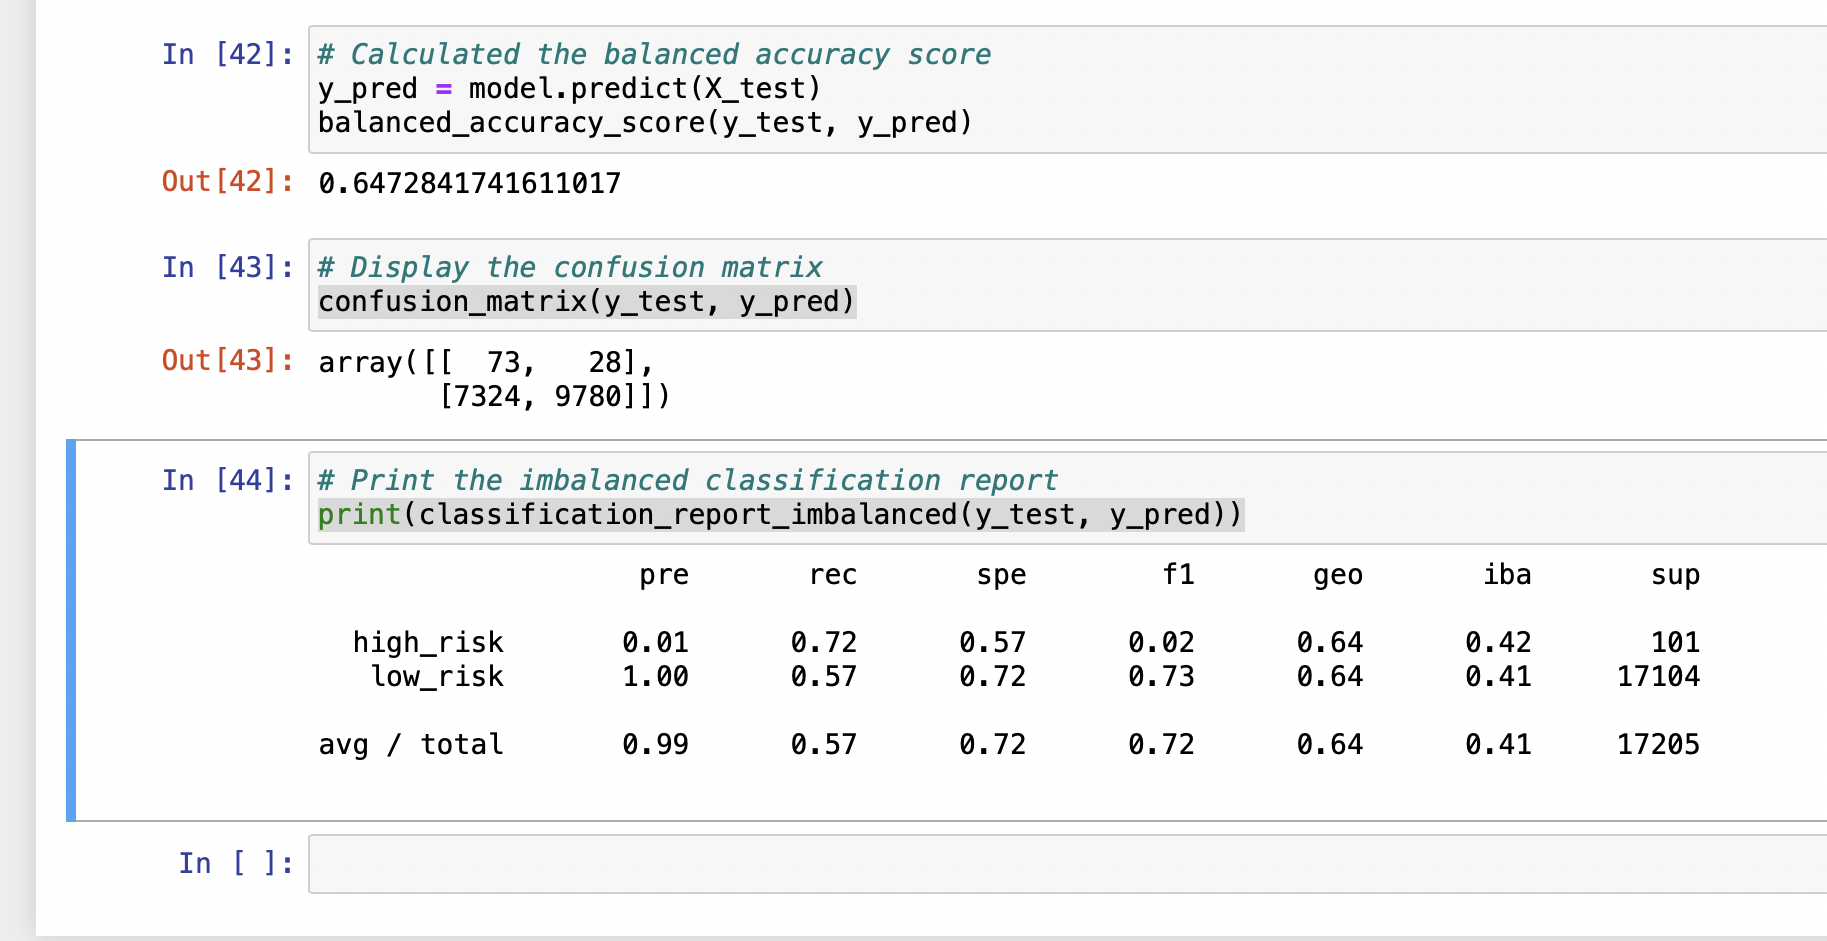 In [42]: # Calculated the balanced accuracy score
y_pred = model.predict(X_test)
balanced_accuracy_score(y_test, y_pred)
Out[42]: 0.6472841741611017
In [43]: # Display the confusion matrix
confusion_matrix(y_test, y_pred)
Out[43]: array([[  73,   28],
       [7324, 9780]])
In [44]: # Print the imbalanced classification report
print(classification_report_imbalanced(y_test, y_pred))
pre rec spe f1 geo iba sup
high_risk 0.01 0.72 0.57 0.02 0.64 0.42 101
low_risk 1.00 0.57 0.72 0.73 0.64 0.41 17104
avg / total 0.99 0.57 0.72 0.72 0.64 0.41 17205
In [ ]: